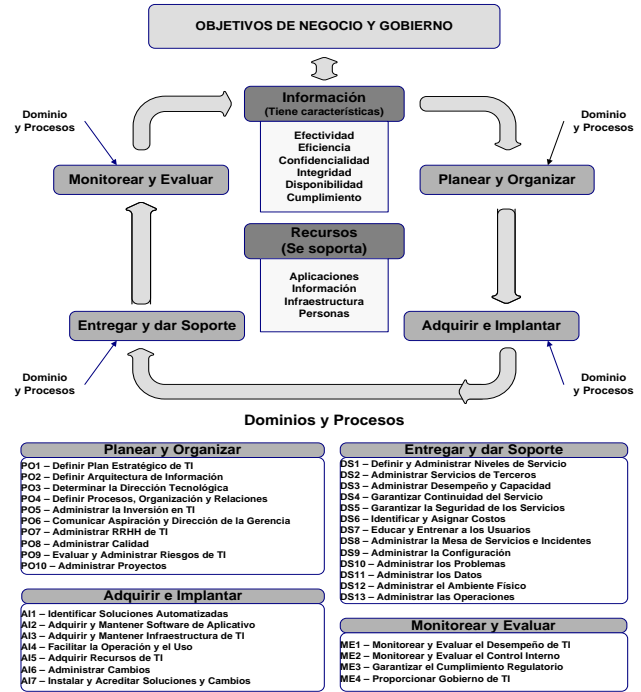 OBJETIVOS DE NEGOCIO Y GOBIERNO
Información
(Tiene características)
Efectividad
Eficiencia
Confidencialidad
Integridad
Disponibilidad
Cumplimiento
Dominio
y Procesos
Dominio
y Procesos
Monitorear y Evaluar
Planear y Organizar
Recursos
(Se soporta)
Aplicaciones
Información
Infraestructura
Personas
Entregar y dar Soporte
Adquirir e Implantar
Dominio
y Procesos
Dominio
y Procesos
Dominios y Procesos
Planear y Organizar
PO1 – Definir Plan Estratégico de TI
PO2 – Definir Arquitectura de Información
PO3 – Determinar la Dirección Tecnológica
PO4 – Definir Procesos, Organización y Relaciones
PO5 – Administrar la Inversión en TI
PO6 – Comunicar Aspiración y Dirección de la Gerencia
PO7 – Administrar RRHH de TI
PO8 – Administrar Calidad
PO9 – Evaluar y Administrar Riesgos de TI
PO10 – Administrar Proyectos
Adquirir e Implantar
AI1 – Identificar Soluciones Automatizadas
AI2 – Adquirir y Mantener Software de Aplicativo
AI3 – Adquirir y Mantener Infraestructura de TI
AI4 – Facilitar la Operación y el Uso
AI5 – Adquirir Recursos de TI
AI6 – Administrar Cambios
AI7 – Instalar y Acreditar Soluciones y Cambios
Entregar y dar Soporte
DS1 – Definir y Administrar Niveles de Servicio
DS2 – Administrar Servicios de Terceros
DS3 – Administrar Desempeño y Capacidad
DS4 – Garantizar Continuidad del Servicio
DS5 – Garantizar la Seguridad de los Servicios
DS6 – Identificar y Asignar Costos
DS7 – Educar y Entrenar a los Usuarios
DS8 – Administrar la Mesa de Servicios e Incidentes
DS9 – Administrar la Configuración
DS10 – Administrar los Problemas
DS11 – Administrar los Datos
DS12 – Administrar el Ambiente Físico
DS13 – Administrar las Operaciones
Monitorear y Evaluar
ME1 – Monitorear y Evaluar el Desempeño de TI
ME2 – Monitorear y Evaluar el Control Interno
ME3 – Garantizar el Cumplimiento Regulatorio
ME4 – Proporcionar Gobierno de TI